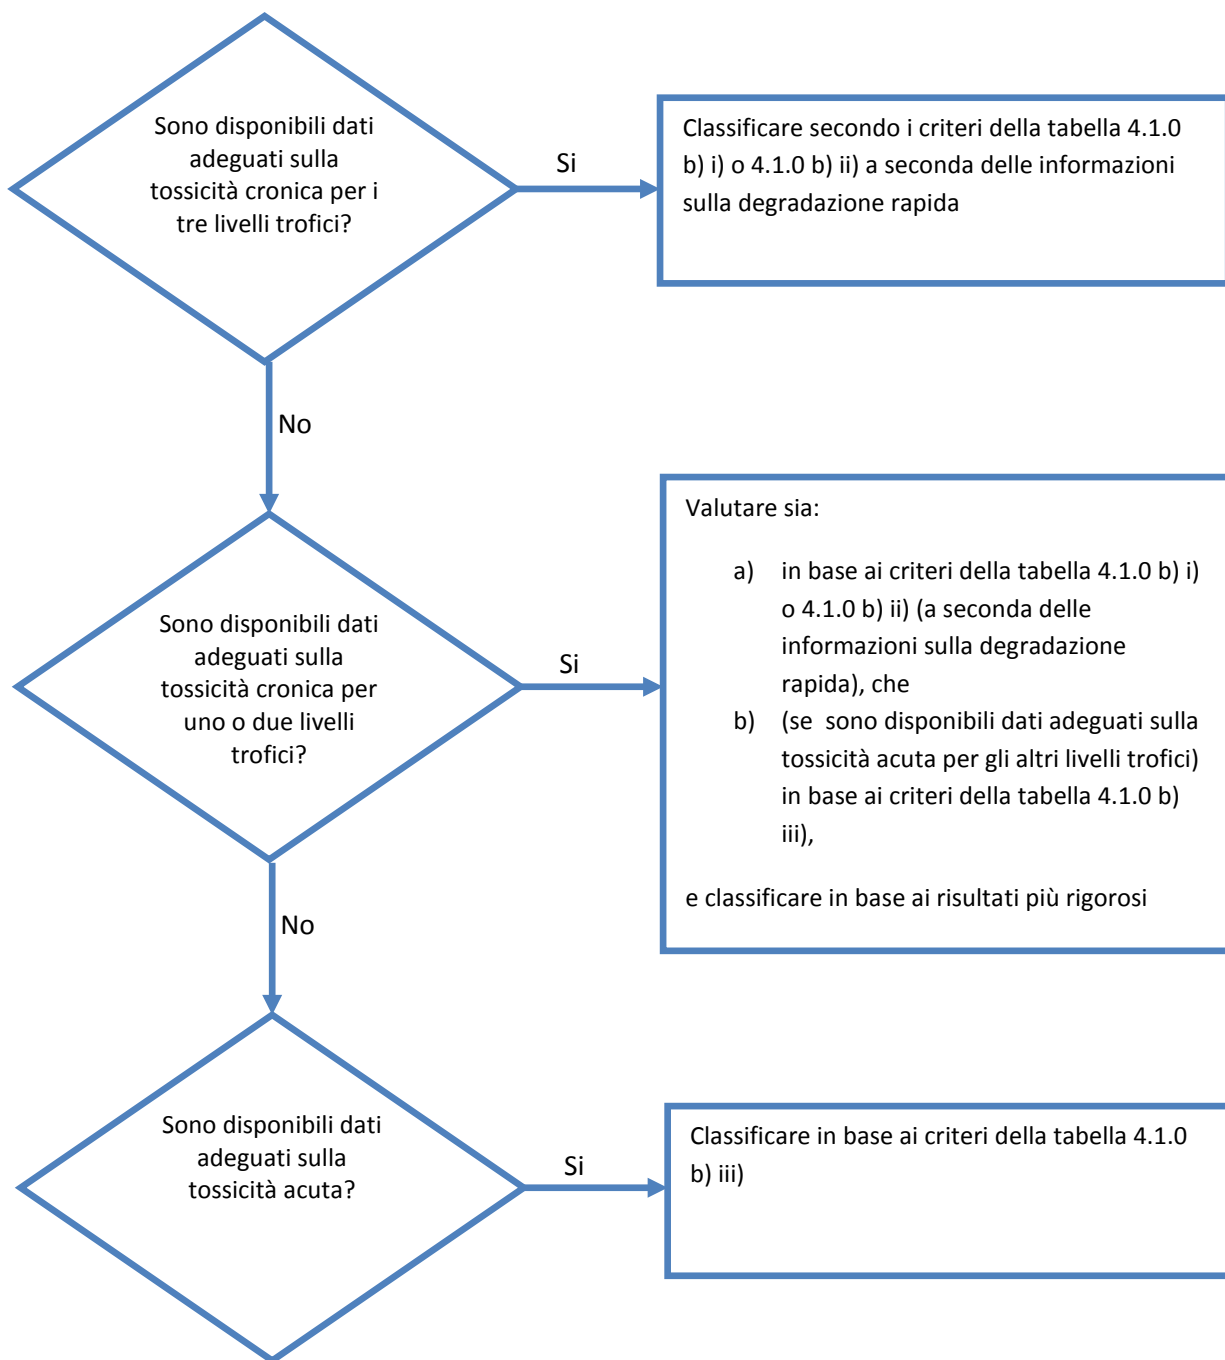 Sono disponibili dati
adeguati sulla
tossicità cronica per i
tre livelli trofici?
Si
Classificare secondo i criteri della tabella 4.1.0
b) i) o 4.1.0 b) ii) a seconda delle informazioni
sulla degradazione rapida
No
Sono disponibili dati
adeguati sulla
tossicità cronica per
uno o due livelli
trofici?
Si
Valutare sia:
a) in base ai criteri della tabella 4.1.0 b) i)
o 4.1.0 b) ii) (a seconda delle
informazioni sulla degradazione
rapida), che
b) (se sono disponibili dati adeguati sulla
tossicità acuta per gli altri livelli trofici)
in base ai criteri della tabella 4.1.0 b)
iii),
e classificare in base ai risultati più rigorosi
No
Sono disponibili dati
adeguati sulla
tossicità acuta?
Si
Classificare in base ai criteri della tabella 4.1.0
b) iii)